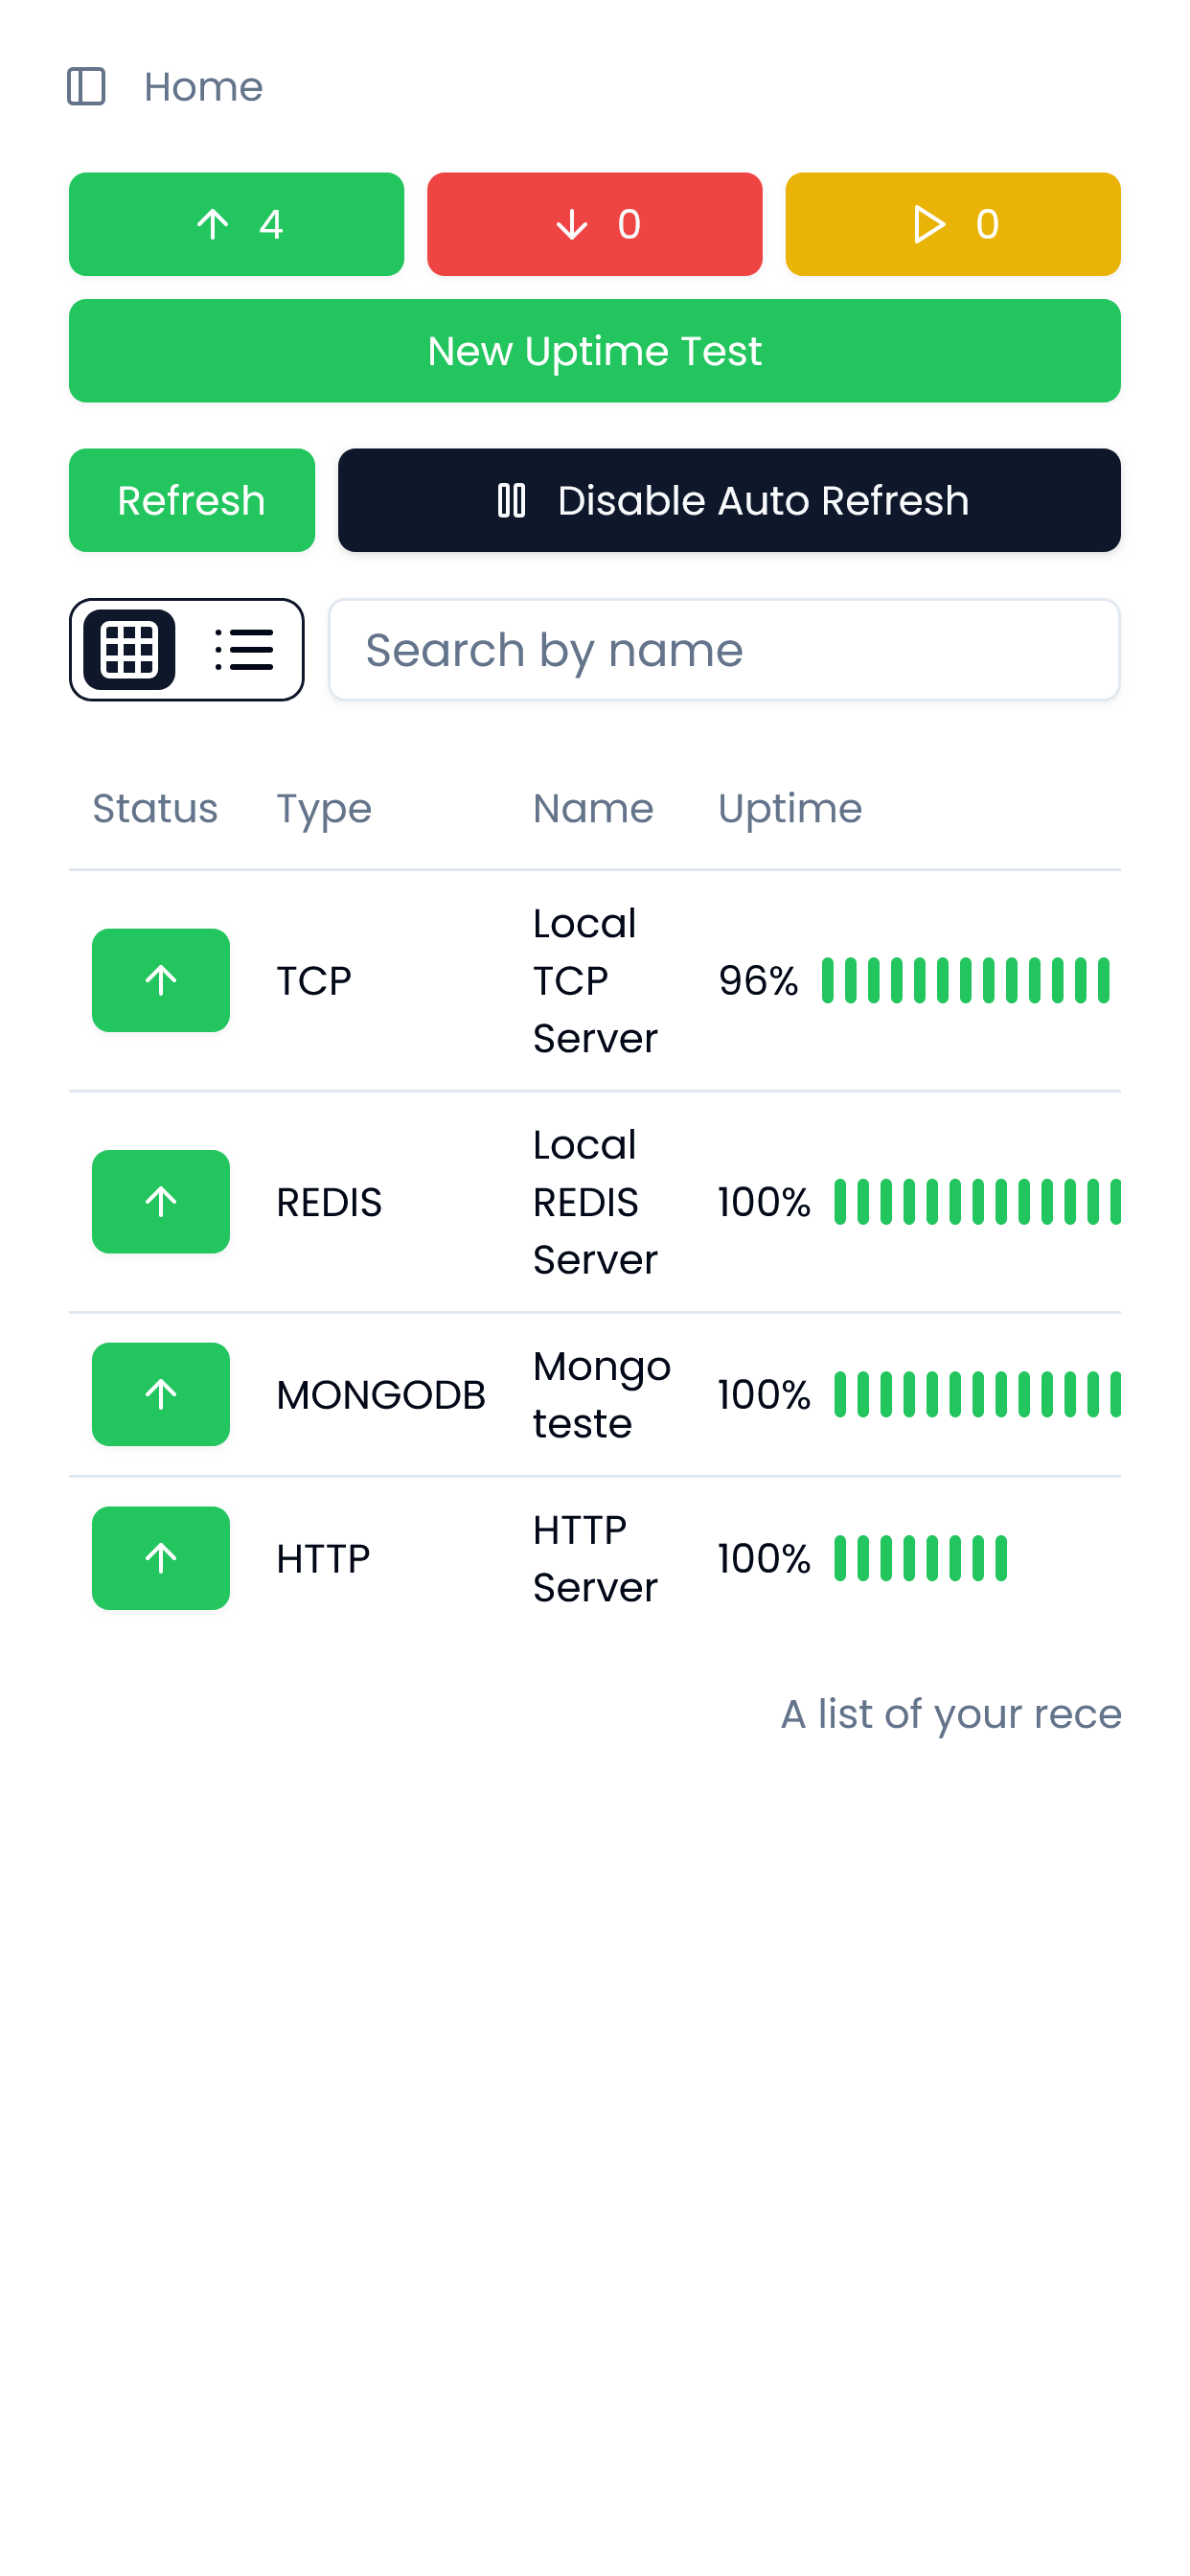 Home
4 0 0
New Uptime Test
Refresh Disable Auto Refresh
Search by name
Status Type Name Uptime
Local
TCP TCP 96%
Server
Local
REDIS REDIS 100%
Server
Mongo
MONGODB 100%
teste
HTTP
HTTP 100%
Server
A list of your rece